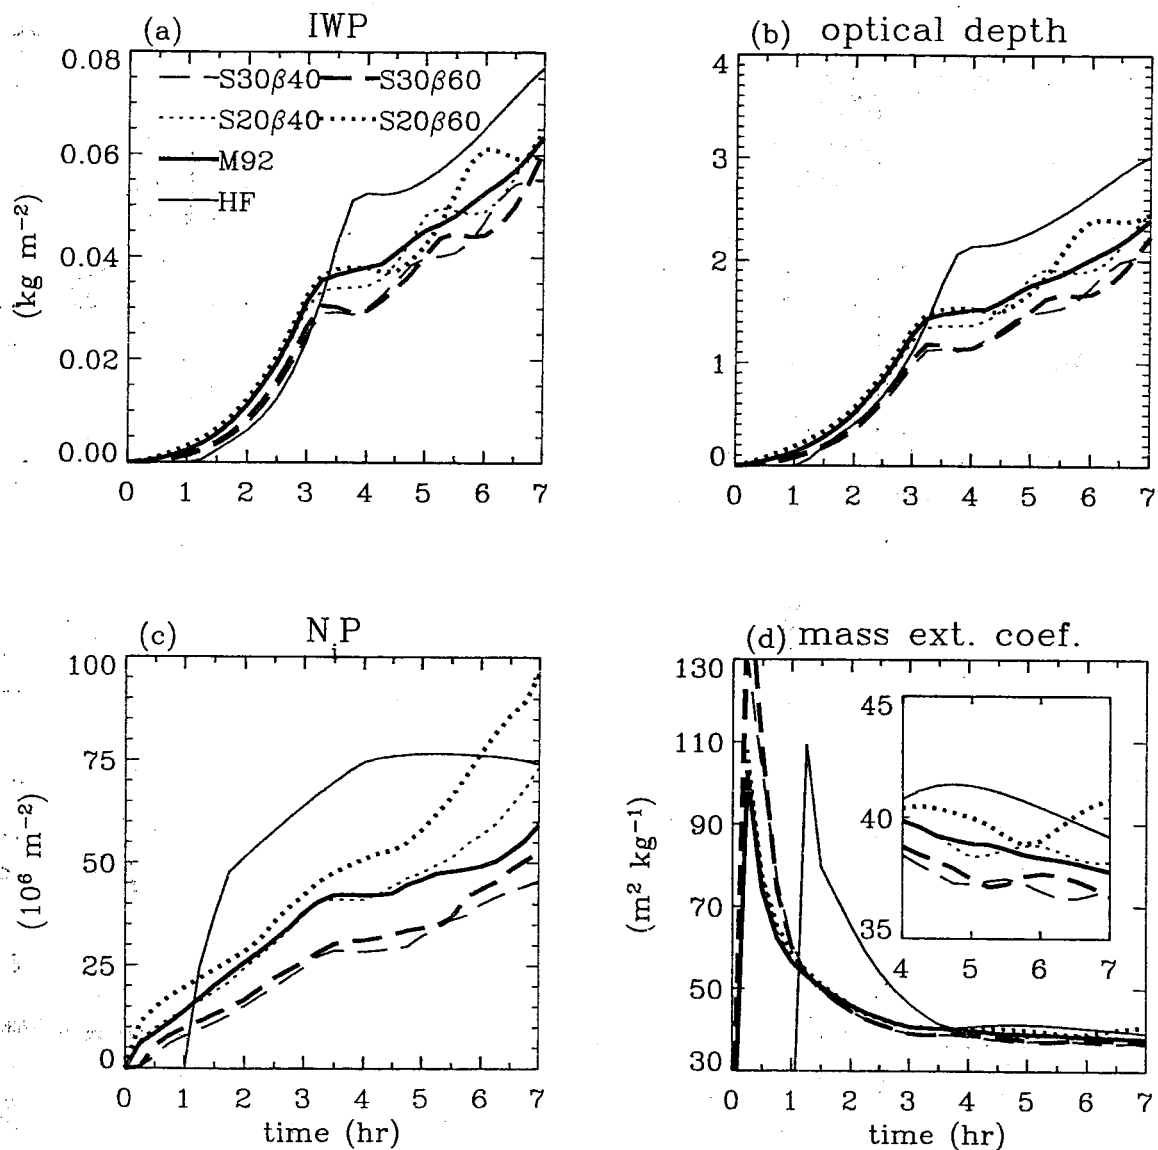 (a) IWP
0.08
0.06
0.04
0.02
0.00
(kg m⁻²)
S30β40 S30β60
S20β40 S20β60
M92
HF
0 1 2 3 4 5 6 7
(b) optical depth
4
3
2
1
0
0 1 2 3 4 5 6 7
(c) NᵢP
100
75
50
25
0
(10⁶ m⁻²)
0 1 2 3 4 5 6 7
time (hr)
(d) mass ext. coef.
130
110
90
70
50
30
(m² kg⁻¹)
45
40
35
4 5 6 7
0 1 2 3 4 5 6 7
time (hr)